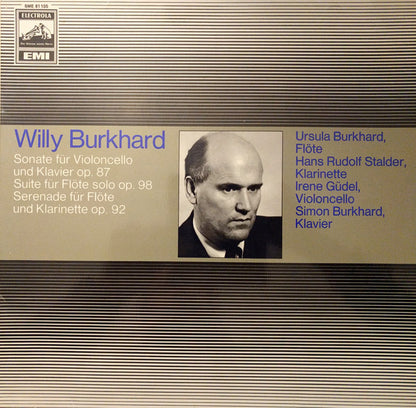 SME 81 105
ELECTROLA
EMI
Willy Burkhard
Sonate für Violoncello
und Klavier op. 87
Suite für Flöte solo op. 98
Serenade für Flöte
und Klarinette op. 92
Ursula Burkhard,
Flöte
Hans Rudolf Stalder,
Klarinette
Irene Güdel,
Violoncello
Simon Burkhard,
Klavier